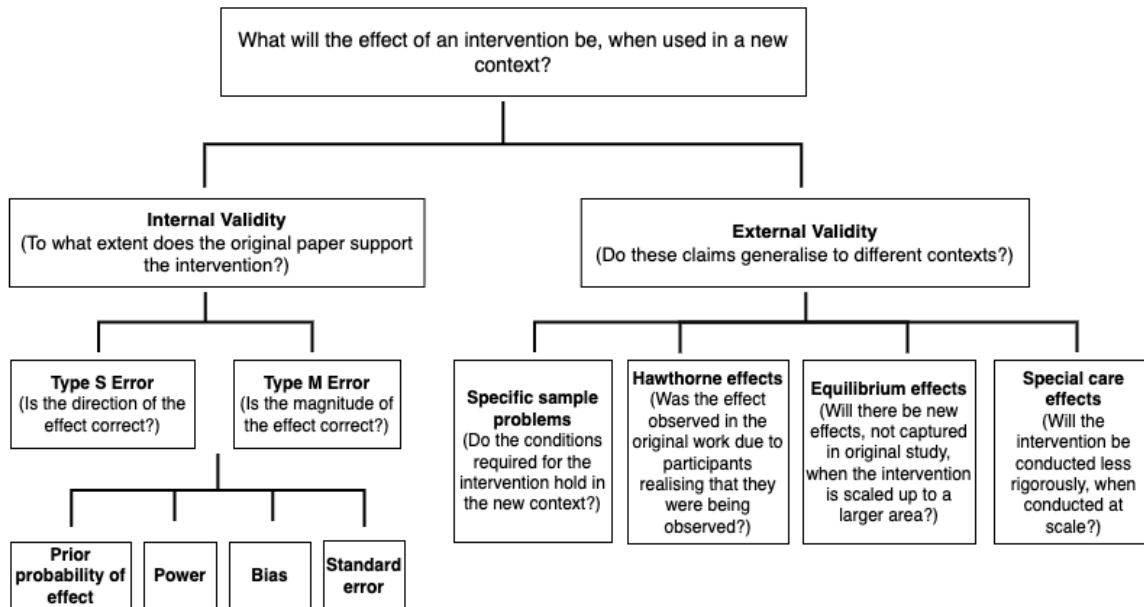 What will the effect of an intervention be, when used in a new
context?
Internal Validity
(To what extent does the original paper support
the intervention?)
External Validity
(Do these claims generalise to different contexts?)
Type S Error
(Is the direction of the
effect correct?)
Type M Error
(Is the magnitude of
the effect correct?)
Specific sample
problems
(Do the conditions
required for the
intervention hold in
the new context?)
Hawthorne effects
(Was the effect
observed in the
original work due to
participants
realising that they
were being
observed?)
Equilibrium effects
(Will there be new
effects, not captured
in original study,
when the intervention
is scaled up to a
larger area?)
Special care
effects
(Will the
intervention be
conducted less
rigorously, when
conducted at
scale?)
Prior
probability of
effect
Power
Bias
Standard
error